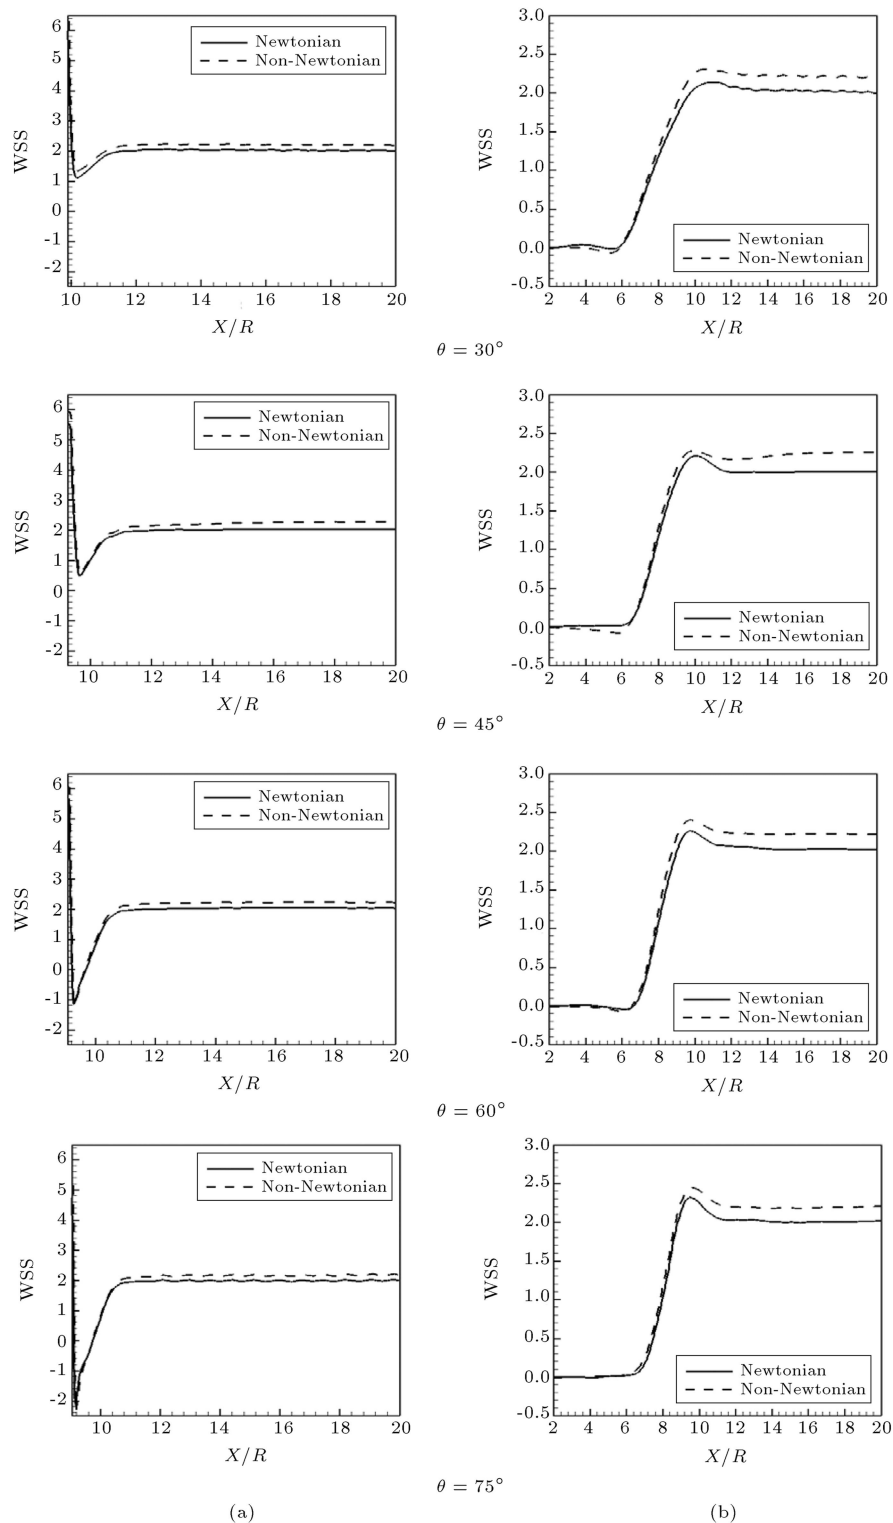 6
5
4
3
2
1
0
-1
-2
WSS
Newtonian
Non-Newtonian
10 12 14 16 18 20
X/R
3.0
2.5
2.0
1.5
1.0
0.5
0.0
-0.5
WSS
Newtonian
Non-Newtonian
2 4 6 8 10 12 14 16 18 20
X/R
θ = 30°
6
5
4
3
2
1
0
-1
-2
WSS
Newtonian
Non-Newtonian
10 12 14 16 18 20
X/R
3.0
2.5
2.0
1.5
1.0
0.5
0.0
-0.5
WSS
Newtonian
Non-Newtonian
2 4 6 8 10 12 14 16 18 20
X/R
θ = 45°
6
5
4
3
2
1
0
-1
-2
WSS
Newtonian
Non-Newtonian
10 12 14 16 18 20
X/R
3.0
2.5
2.0
1.5
1.0
0.5
0.0
-0.5
WSS
Newtonian
Non-Newtonian
2 4 6 8 10 12 14 16 18 20
X/R
θ = 60°
6
5
4
3
2
1
0
-1
-2
WSS
Newtonian
Non-Newtonian
10 12 14 16 18 20
X/R
3.0
2.5
2.0
1.5
1.0
0.5
0.0
-0.5
WSS
Newtonian
Non-Newtonian
2 4 6 8 10 12 14 16 18 20
X/R
θ = 75°
(a) (b)